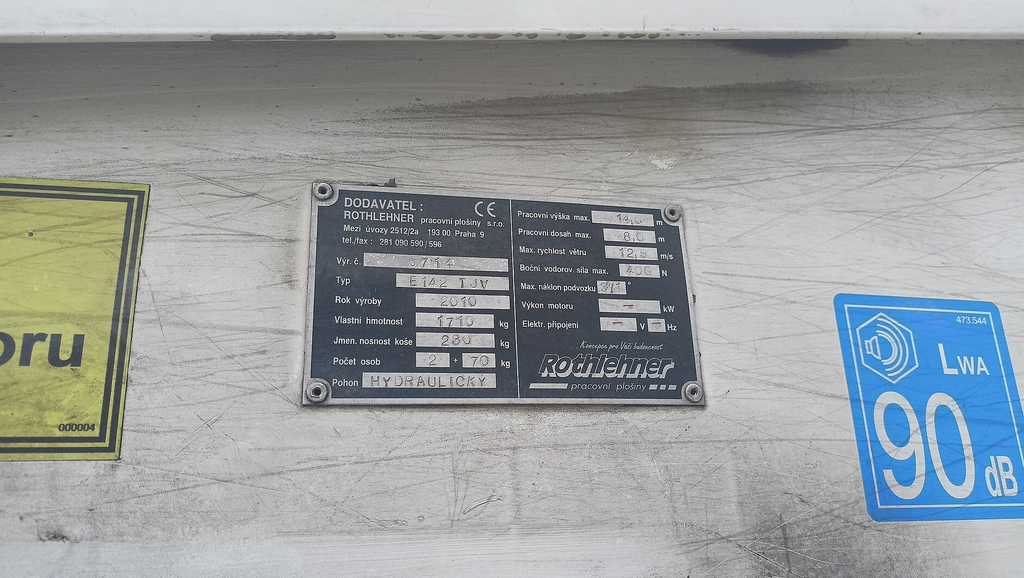 oru
000004
DODAVATEL :
CE
ROTHLEHNER pracovní plošiny s.r.o.
Mezi úvozy 2512/2a 193 00 Praha 9
tel./fax : 281 090 590 / 596
Výr. č. 3714
Typ E142 TJV
Rok výroby 2010
Vlastní hmotnost 1710 kg
Jmen. nosnost koše 230 kg
Počet osob 2 + 70 kg
Pohon HYDRAULICKÝ
Pracovní výška max. 14,0 m
Pracovní dosah max. 8,0 m
Max. rychlost větru 12,5 m/s
Boční vodorov. síla max. 400 N
Max. náklon podvozku °
Výkon motoru – kW
Elektr. připojení – V – Hz
...Koncepce pro Vaši budoucnost
Rothlehner
pracovní plošiny
473.544
LWA
90
dB